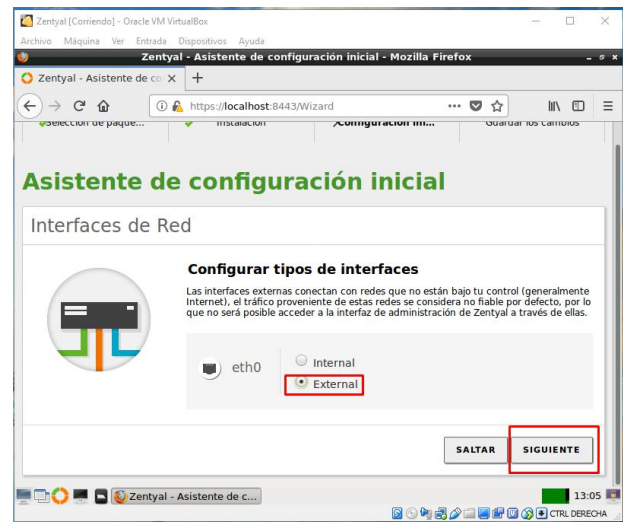 Zentyal [Corriendo] - Oracle VM VirtualBox
Archivo Máquina Ver Entrada Dispositivos Ayuda
Zentyal - Asistente de configuración inicial - Mozilla Firefox
Zentyal - Asistente de co
https://localhost:8443/Wizard
Selección de paque...
Instalación
Configuración ini...
Guardar los cambios
Asistente de configuración inicial
Interfaces de Red
Configurar tipos de interfaces
Las interfaces externas conectan con redes que no están bajo tu control (generalmente
Internet), el tráfico proveniente de estas redes se considera no fiable por defecto, por lo
que no será posible acceder a la interfaz de administración de Zentyal a través de ellas.
eth0
Internal
External
SALTAR
SIGUIENTE
Zentyal - Asistente de c...
13:05
CTRL DERECHA